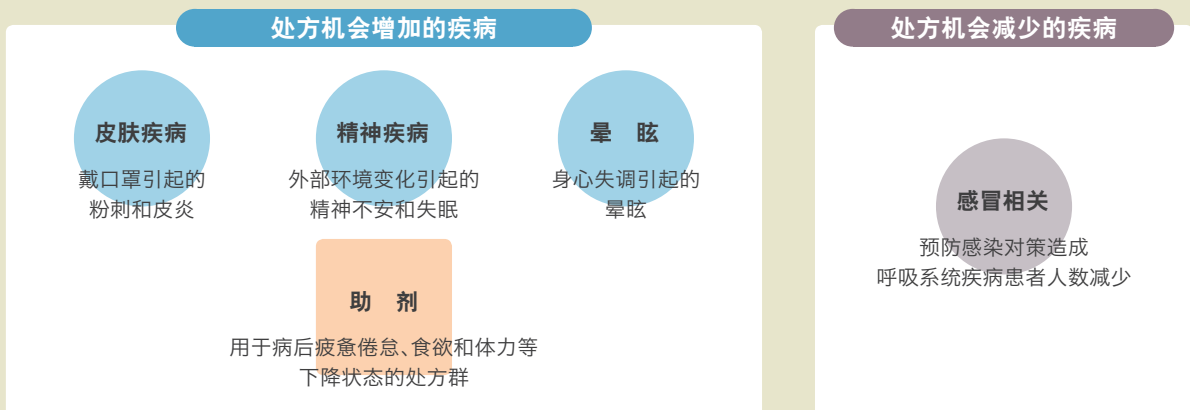 处方机会增加的疾病
皮肤疾病
戴口罩引起的
粉刺和皮炎
精神疾病
外部环境变化引起的
精神不安和失眠
晕　眩
身心失调引起的
晕眩
助　剂
用于病后疲惫倦怠、食欲和体力等
下降状态的处方群
处方机会减少的疾病
感冒相关
预防感染对策造成
呼吸系统疾病患者人数减少